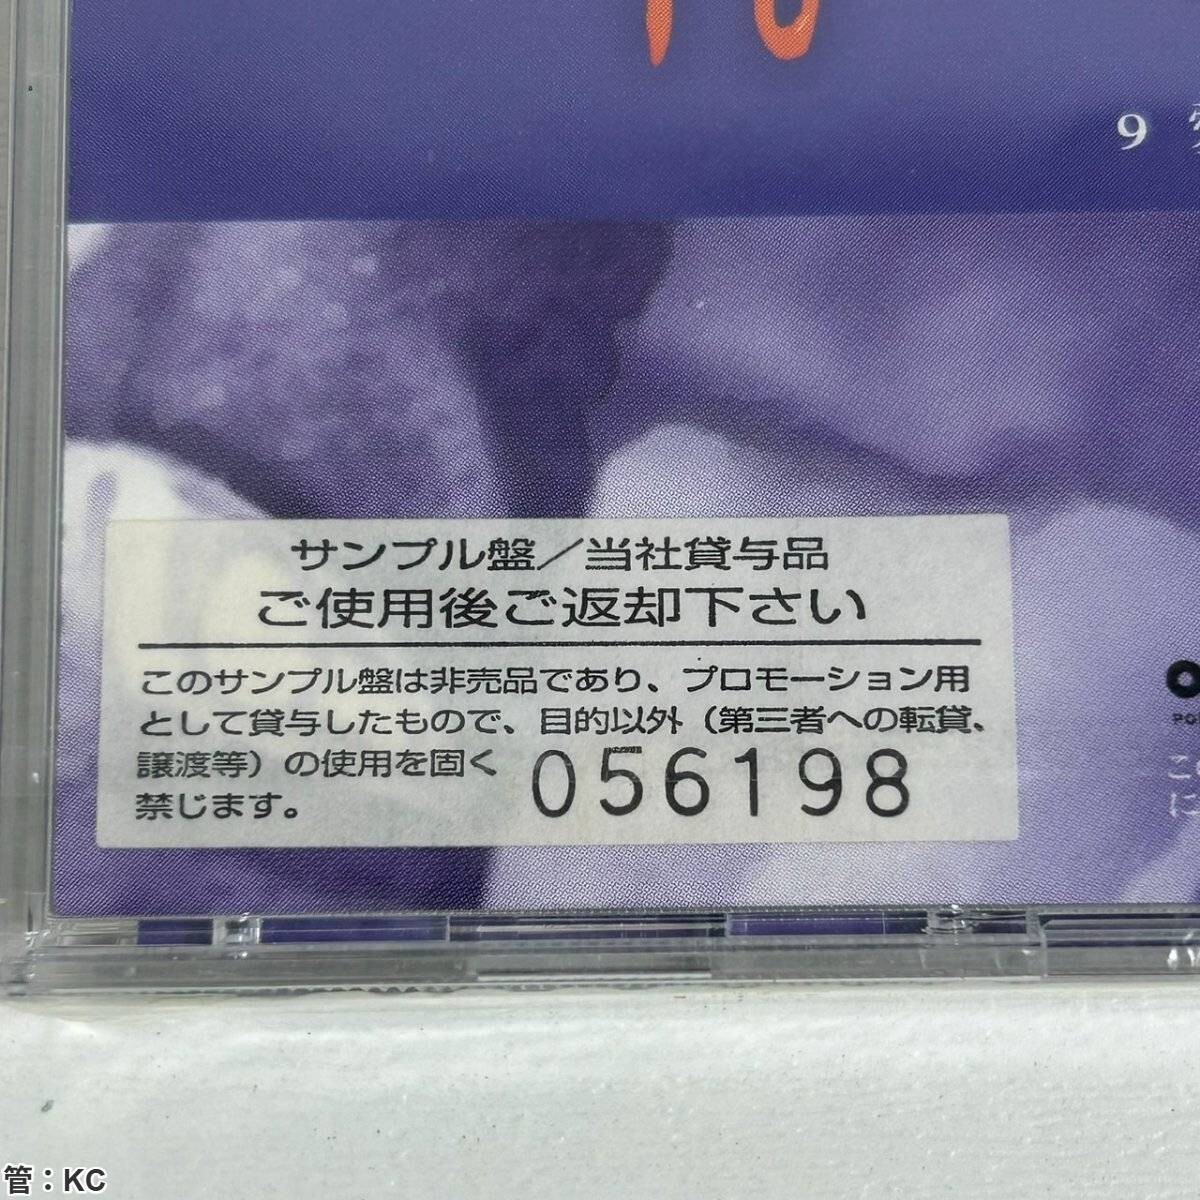 9
サンプル盤／当社貸与品
ご使用後ご返却下さい
このサンプル盤は非売品であり、プロモーション用
として貸与したもので、目的以外（第三者への転貸、
譲渡等）の使用を固く
禁じます。
056198
管：KC